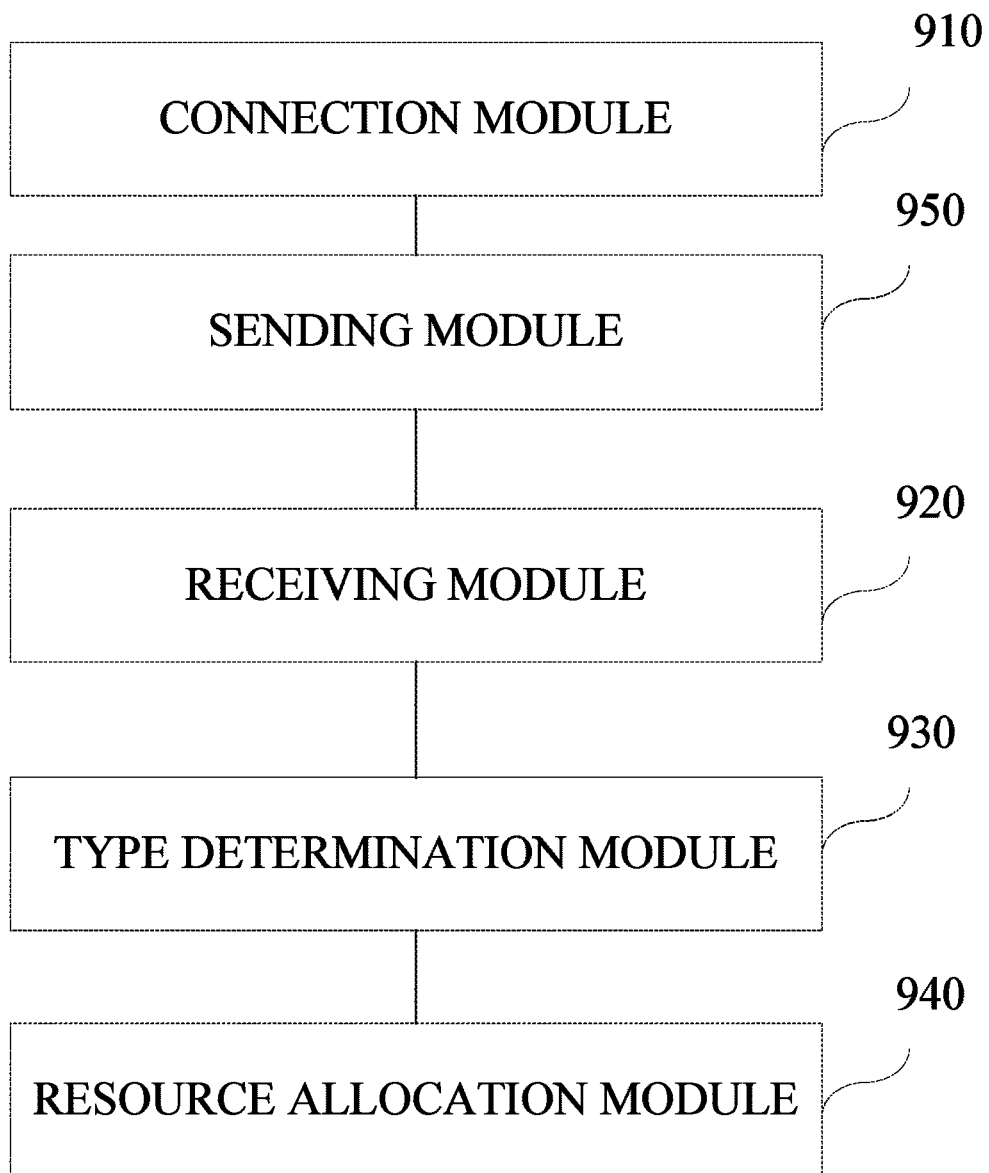 910
CONNECTION MODULE
950
SENDING MODULE
920
RECEIVING MODULE
930
TYPE DETERMINATION MODULE
940
RESOURCE ALLOCATION MODULE